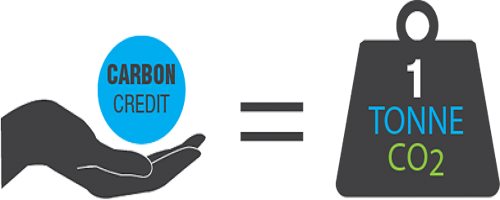 CARBON
CREDIT
=
1
TONNE
CO2